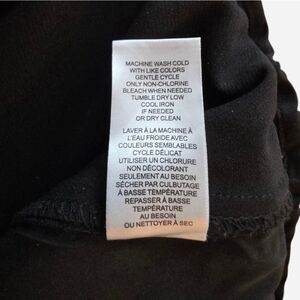 MACHINE WASH COLD
WITH LIKE COLORS
GENTLE CYCLE
ONLY NON-CHLORINE
BLEACH WHEN NEEDED
TUMBLE DRY LOW
COOL IRON
IF NEEDED
OR DRY CLEAN
LAVER À LA MACHINE À
L'EAU FROIDE AVEC
COULEURS SEMBLABLES
CYCLE DÉLICAT
UTILISER UN CHLORURE
NON DÉCOLORANT
SEULEMENT AU BESOIN
SÉCHER PAR CULBUTAGE
À BASSE TEMPÉRATURE
REPASSER À BASSE
TEMPÉRATURE
AU BESOIN
OU NETTOYER À SEC